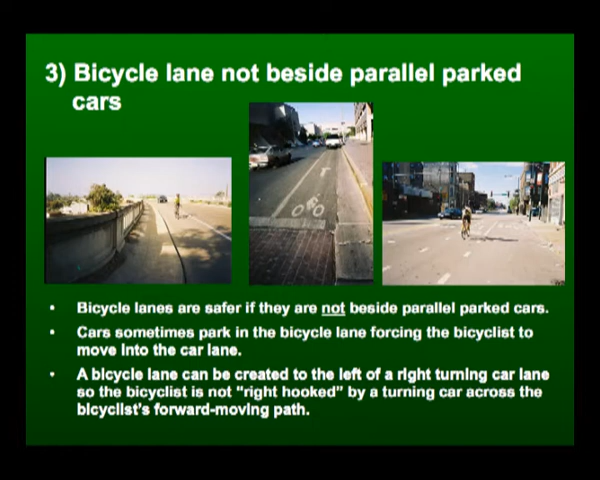 3) Bicycle lane not beside parallel parked
cars
• Bicycle lanes are safer if they are not beside parallel parked cars.
• Cars sometimes park in the bicycle lane forcing the bicyclist to
move into the car lane.
• A bicycle lane can be created to the left of a right turning car lane
so the bicyclist is not "right hooked" by a turning car across the
bicyclist's forward-moving path.